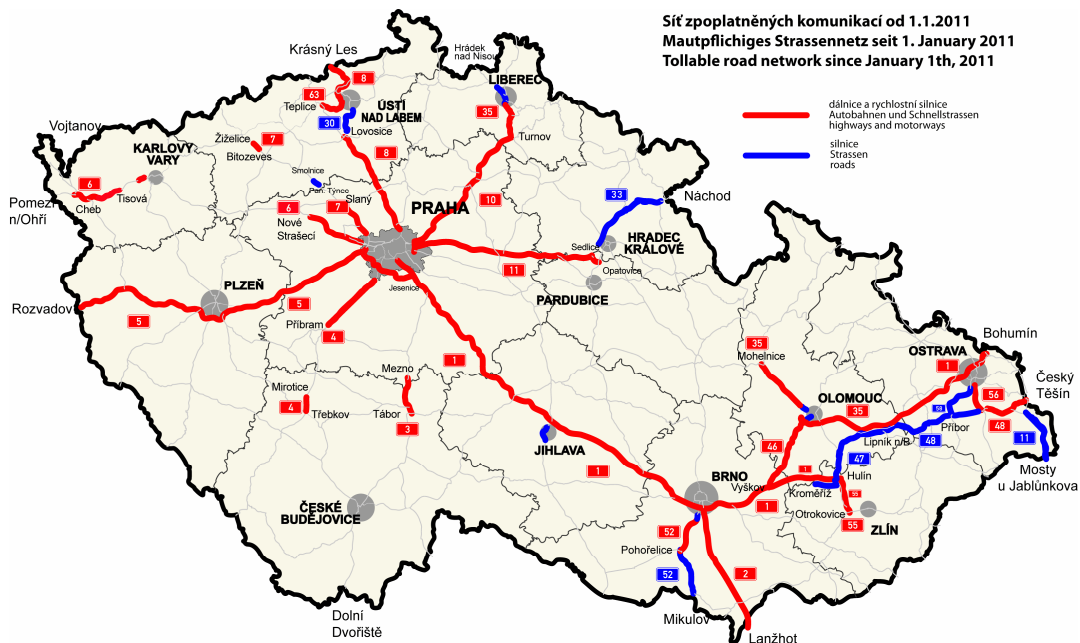 Síť zpoplatněných komunikací od 1.1.2011
Mautpflichiges Strassennetz seit 1. January 2011
Tollable road network since January 1th, 2011
dálnice a rychlostní silnice
Autobahnen und Schnellstrassen
highways and motorways
silnice
Strassen
roads
Krásný Les
8
Hrádek
nad Nisou
LIBEREC
63
Teplice
ÚSTÍ
NAD LABEM
35
30
Lovosice
Turnov
Vojtanov
Žiželice
7
Bitozeves
8
KARLOVY
VARY
Smolnice
Pan. Týnec
6
Tisová
Cheb
Pomezí
n/Ohří
Slaný
7
6
Nové
Strašecí
PRAHA
10
33
Náchod
HRADEC
KRÁLOVÉ
Sedlice
Opatovice
11
PARDUBICE
Jesenice
PLZEŇ
Rozvadov
5
5
Příbram
4
1
35
Mohelnice
Bohumín
OSTRAVA
1
Český
Těšín
56
58
Příbor
48
11
Mosty
u Jablůnkova
Mezno
Mirotice
4
Třebkov
Tábor
3
OLOMOUC
35
Lipník n/B
48
46
47
Hulín
JIHLAVA
1
BRNO
Vyškov
1
1
Kroměříž
55
Otrokovice
55
ZLÍN
ČESKÉ
BUDĚJOVICE
52
Pohořelice
52
2
Mikulov
Lanžhot
Dolní
Dvořiště